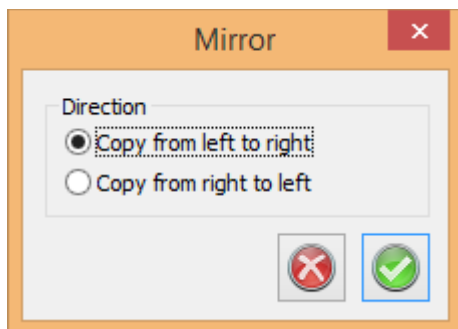 Mirror
Direction
Copy from left to right
Copy from right to left